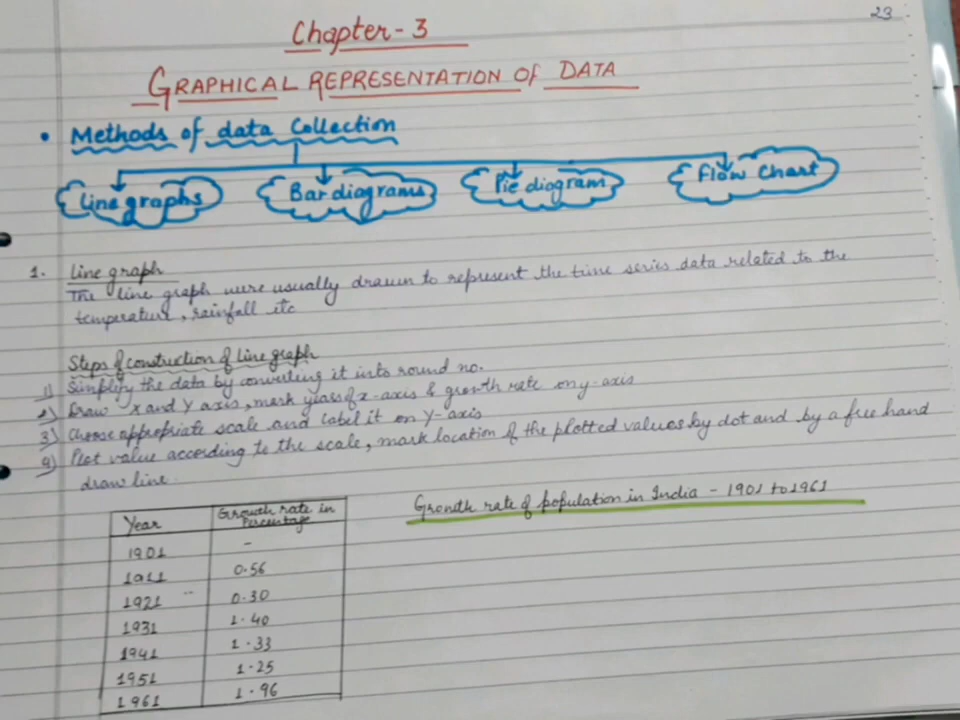 23
Chapter-3
GRAPHICAL REPRESENTATION OF DATA
• Methods of data Collection
Line graphs Bar diagrams Pie diagram Flow Chart
1. Line graph
The line graph were usually drawn to represent the time series data related to the
temperature, rainfall etc
Steps of construction of line graph
1) Simplify the data by converting it into round no.
2) Draw X and Y axis, mark years of x-axis & growth rate on y-axis
3) Choose appropriate scale and label it on Y-axis
4) Plot value according to the scale, mark location of the plotted values by dot and by a free hand
draw line.
Growth rate of population in India - 1901 to 1961
Year Growth rate in Percentage
1901 -
1911 0.56
1921 0.30
1931 1.40
1941 1.33
1951 1.25
1961 1.96